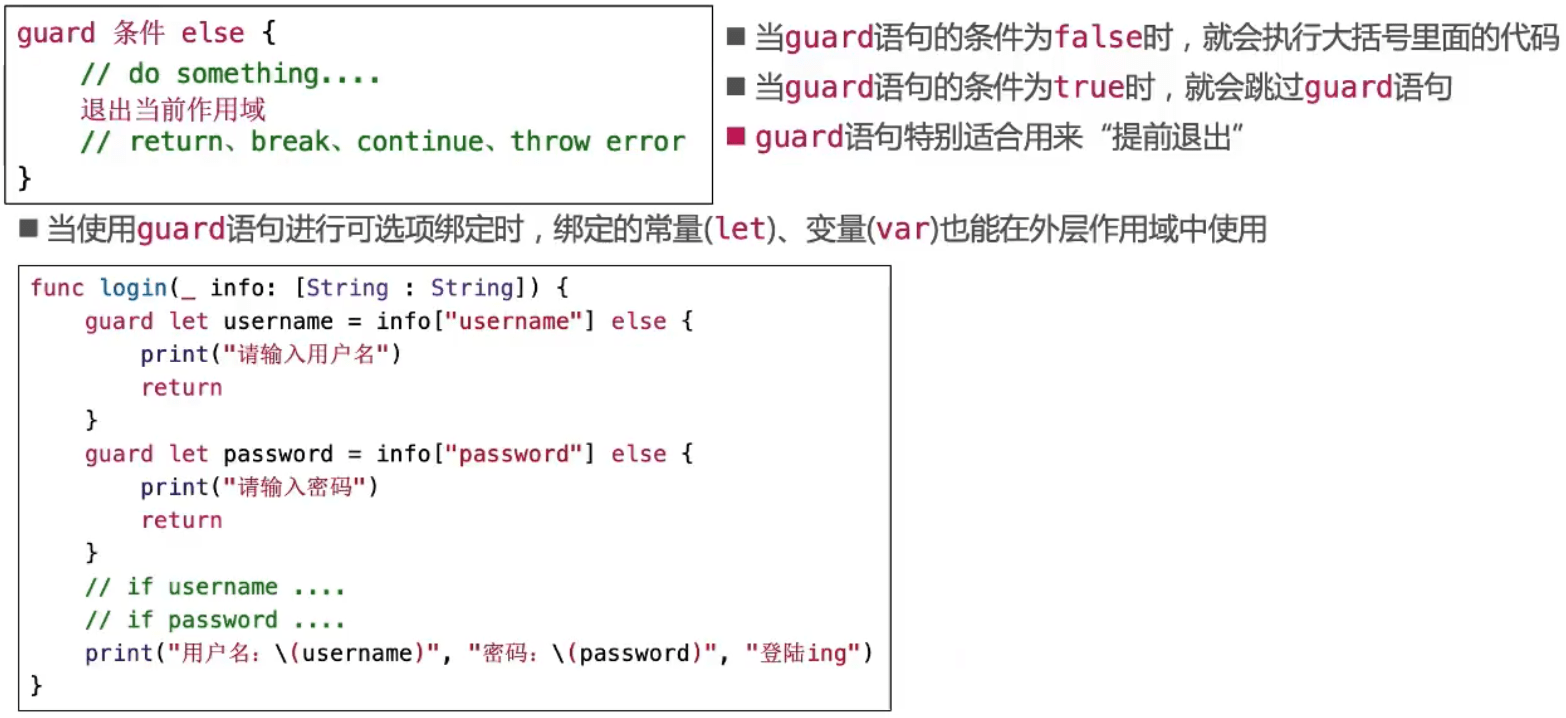 guard 条件 else {
    // do something....
    退出当前作用域
    // return、break、continue、throw error
}
■ 当guard语句的条件为false时，就会执行大括号里面的代码
■ 当guard语句的条件为true时，就会跳过guard语句
■ guard语句特别适合用来“提前退出”
■ 当使用guard语句进行可选项绑定时，绑定的常量(let)、变量(var)也能在外层作用域中使用
func login(_ info: [String : String]) {
    guard let username = info["username"] else {
        print("请输入用户名")
        return
    }
    guard let password = info["password"] else {
        print("请输入密码")
        return
    }
    // if username ....
    // if password ....
    print("用户名：\(username)", "密码：\(password)", "登陆ing")
}